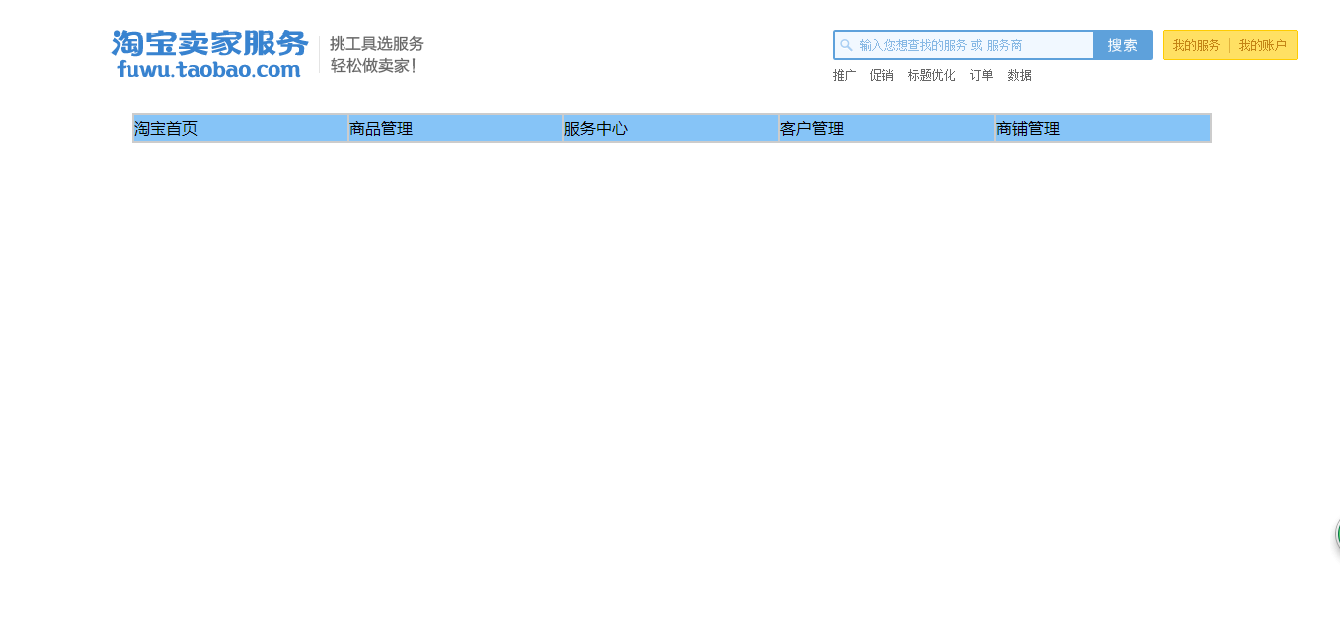 淘宝卖家服务
fuwu.taobao.com
挑工具选服务
轻松做卖家！
输入您想查找的服务 或 服务商
搜索
我的服务
我的账户
推广 促销 标题优化 订单 数据
淘宝首页 商品管理 服务中心 客户管理 商铺管理